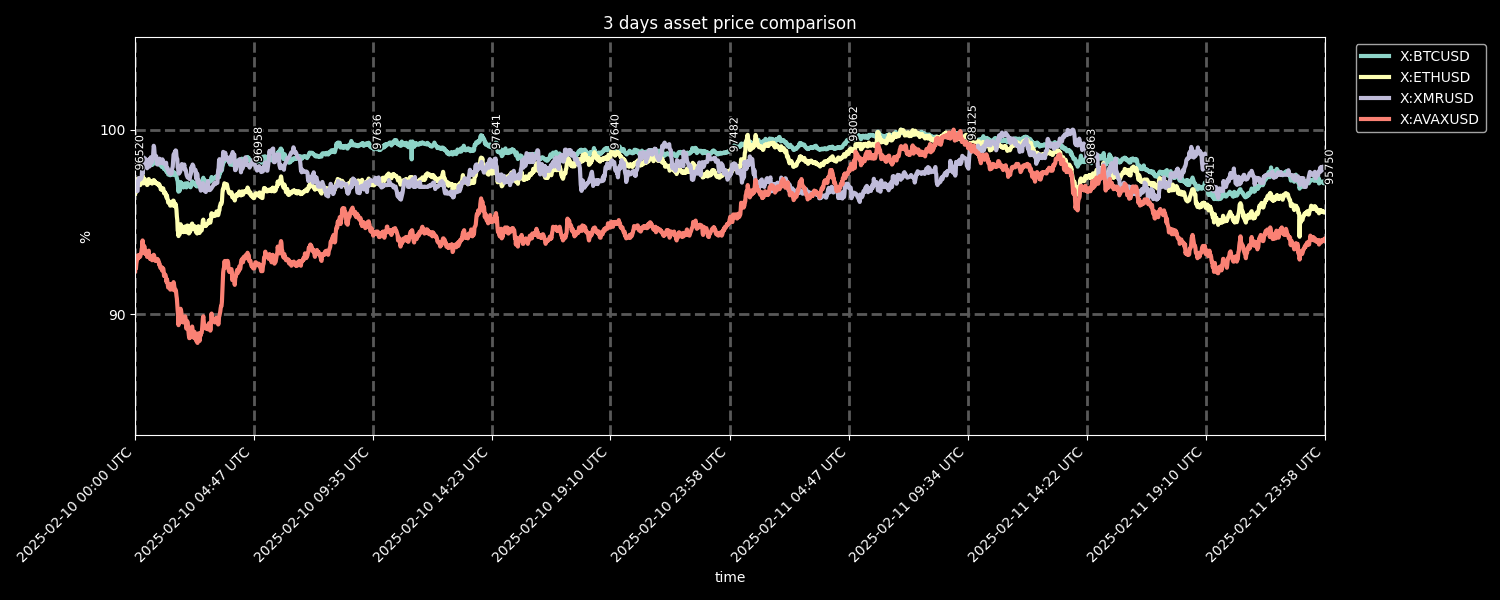 3 days asset price comparison
X:BTCUSD
X:ETHUSD
X:XMRUSD
X:AVAXUSD
100
90
%
96520
96958
97636
97641
97640
97482
98062
98125
96863
95415
95750
2025-02-10 00:00 UTC
2025-02-10 04:47 UTC
2025-02-10 09:35 UTC
2025-02-10 14:23 UTC
2025-02-10 19:10 UTC
2025-02-10 23:58 UTC
2025-02-11 04:47 UTC
2025-02-11 09:34 UTC
2025-02-11 14:22 UTC
2025-02-11 19:10 UTC
2025-02-11 23:58 UTC
time